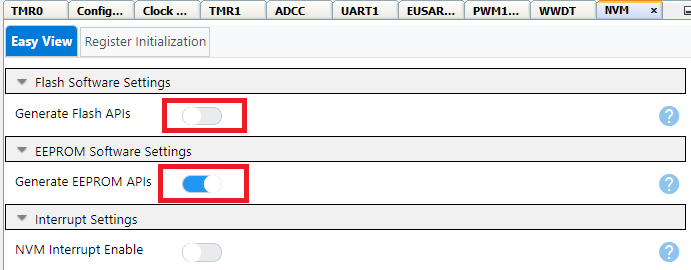 TMR0 Config... Clock ... TMR1 ADCC UART1 EUSAR... PWM1... WWDT NVM ×
Easy View Register Initialization
Flash Software Settings
Generate Flash APIs ?
EEPROM Software Settings
Generate EEPROM APIs ?
Interrupt Settings
NVM Interrupt Enable ?